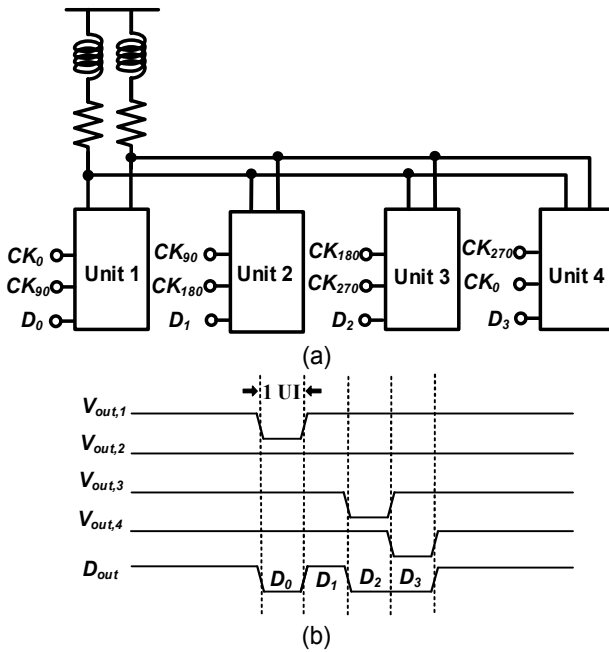 CK0
CK90
D0
Unit 1
CK90
CK180
D1
Unit 2
CK180
CK270
D2
Unit 3
CK270
CK0
D3
Unit 4
(a)
1 UI
Vout,1
Vout,2
Vout,3
Vout,4
Dout
D0 D1 D2 D3
(b)